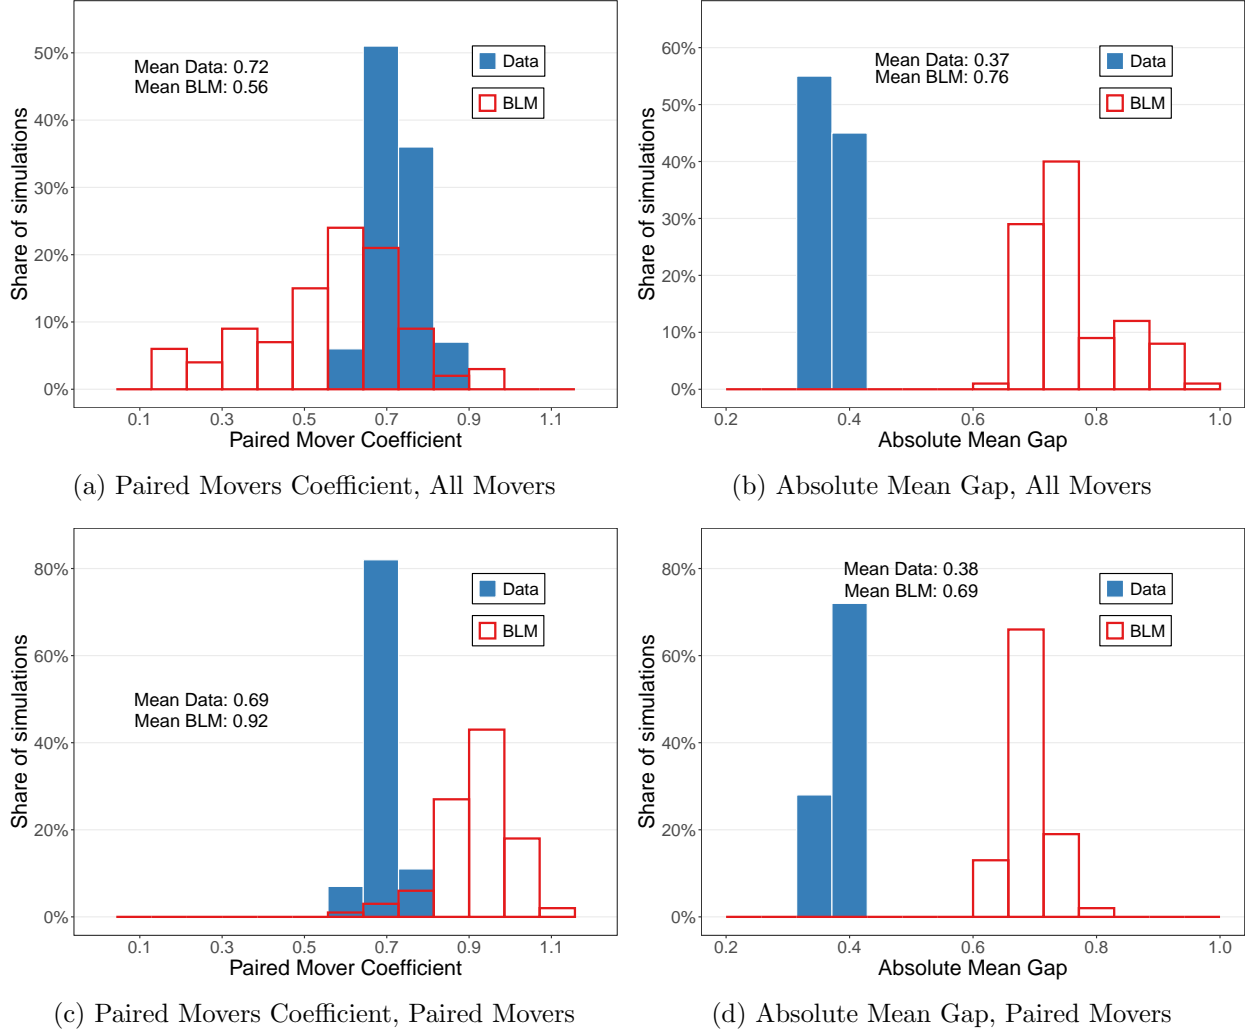 Share of simulations
50%
40%
30%
20%
10%
0%
Mean Data: 0.72
Mean BLM: 0.56
Data
BLM
0.1 0.3 0.5 0.7 0.9 1.1
Paired Mover Coefficient
(a) Paired Movers Coefficient, All Movers
Share of simulations
60%
50%
40%
30%
20%
10%
0%
Mean Data: 0.37
Mean BLM: 0.76
Data
BLM
0.2 0.4 0.6 0.8 1.0
Absolute Mean Gap
(b) Absolute Mean Gap, All Movers
Share of simulations
80%
60%
40%
20%
0%
Mean Data: 0.69
Mean BLM: 0.92
Data
BLM
0.1 0.3 0.5 0.7 0.9 1.1
Paired Mover Coefficient
(c) Paired Movers Coefficient, Paired Movers
Share of simulations
80%
60%
40%
20%
0%
Mean Data: 0.38
Mean BLM: 0.69
Data
BLM
0.2 0.4 0.6 0.8 1.0
Absolute Mean Gap
(d) Absolute Mean Gap, Paired Movers